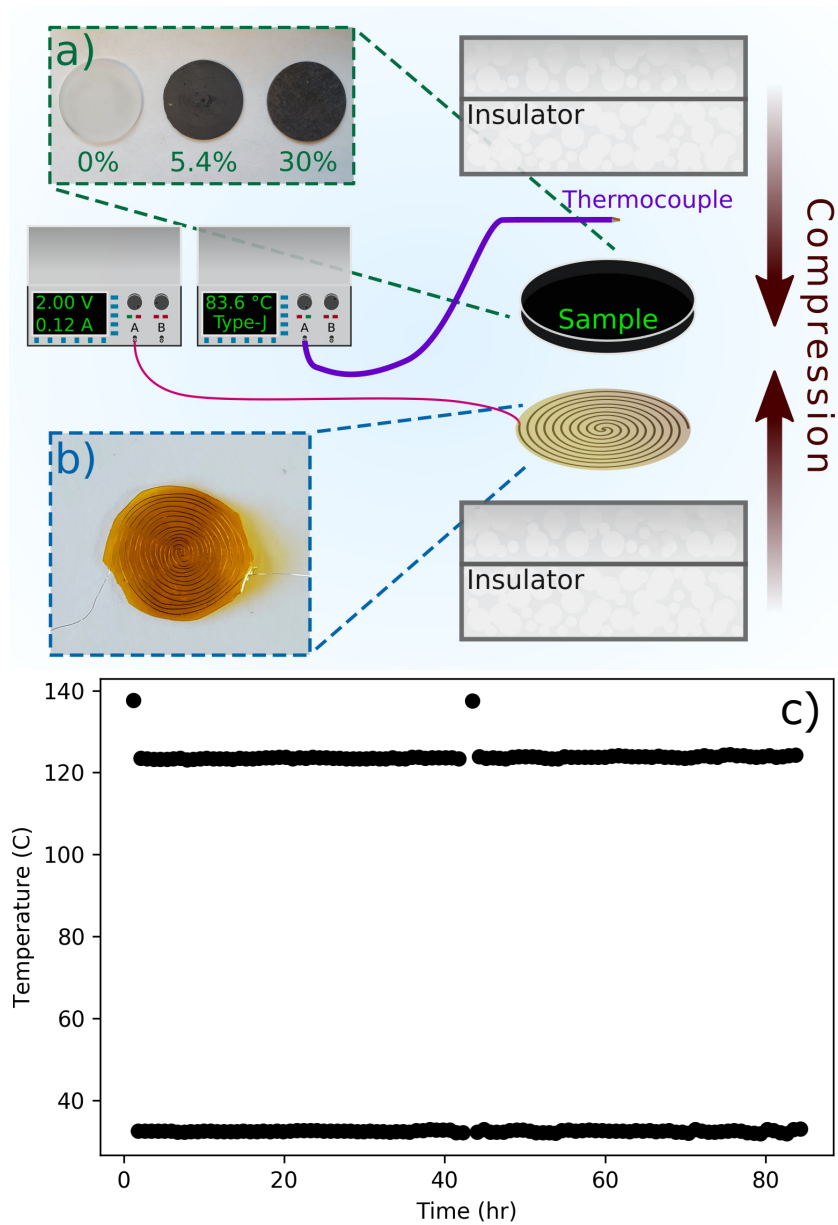 a)
0%
5.4%
30%
Insulator
Thermocouple
Compression
2.00 V
0.12 A
A
B
83.6 °C
Type-J
A
B
Sample
b)
Insulator
c)
140
120
100
80
60
40
Temperature (C)
0
20
40
60
80
Time (hr)